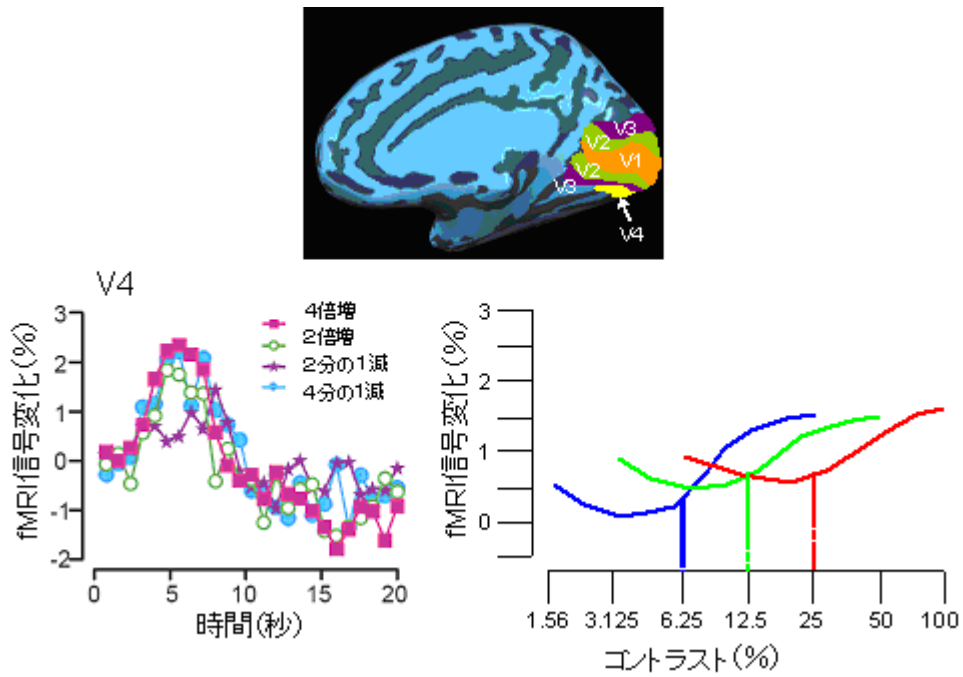 V3
V2
V1
V2
V3
V4
V4
fMRI信号変化(%)
3
2
1
0
-1
-2
0
5
10
15
20
時間(秒)
4倍増
2倍増
2分の1減
4分の1減
fMRI信号変化(%)
3
2
1
0
1.56
3.125
6.25
12.5
25
50
100
コントラスト(%)